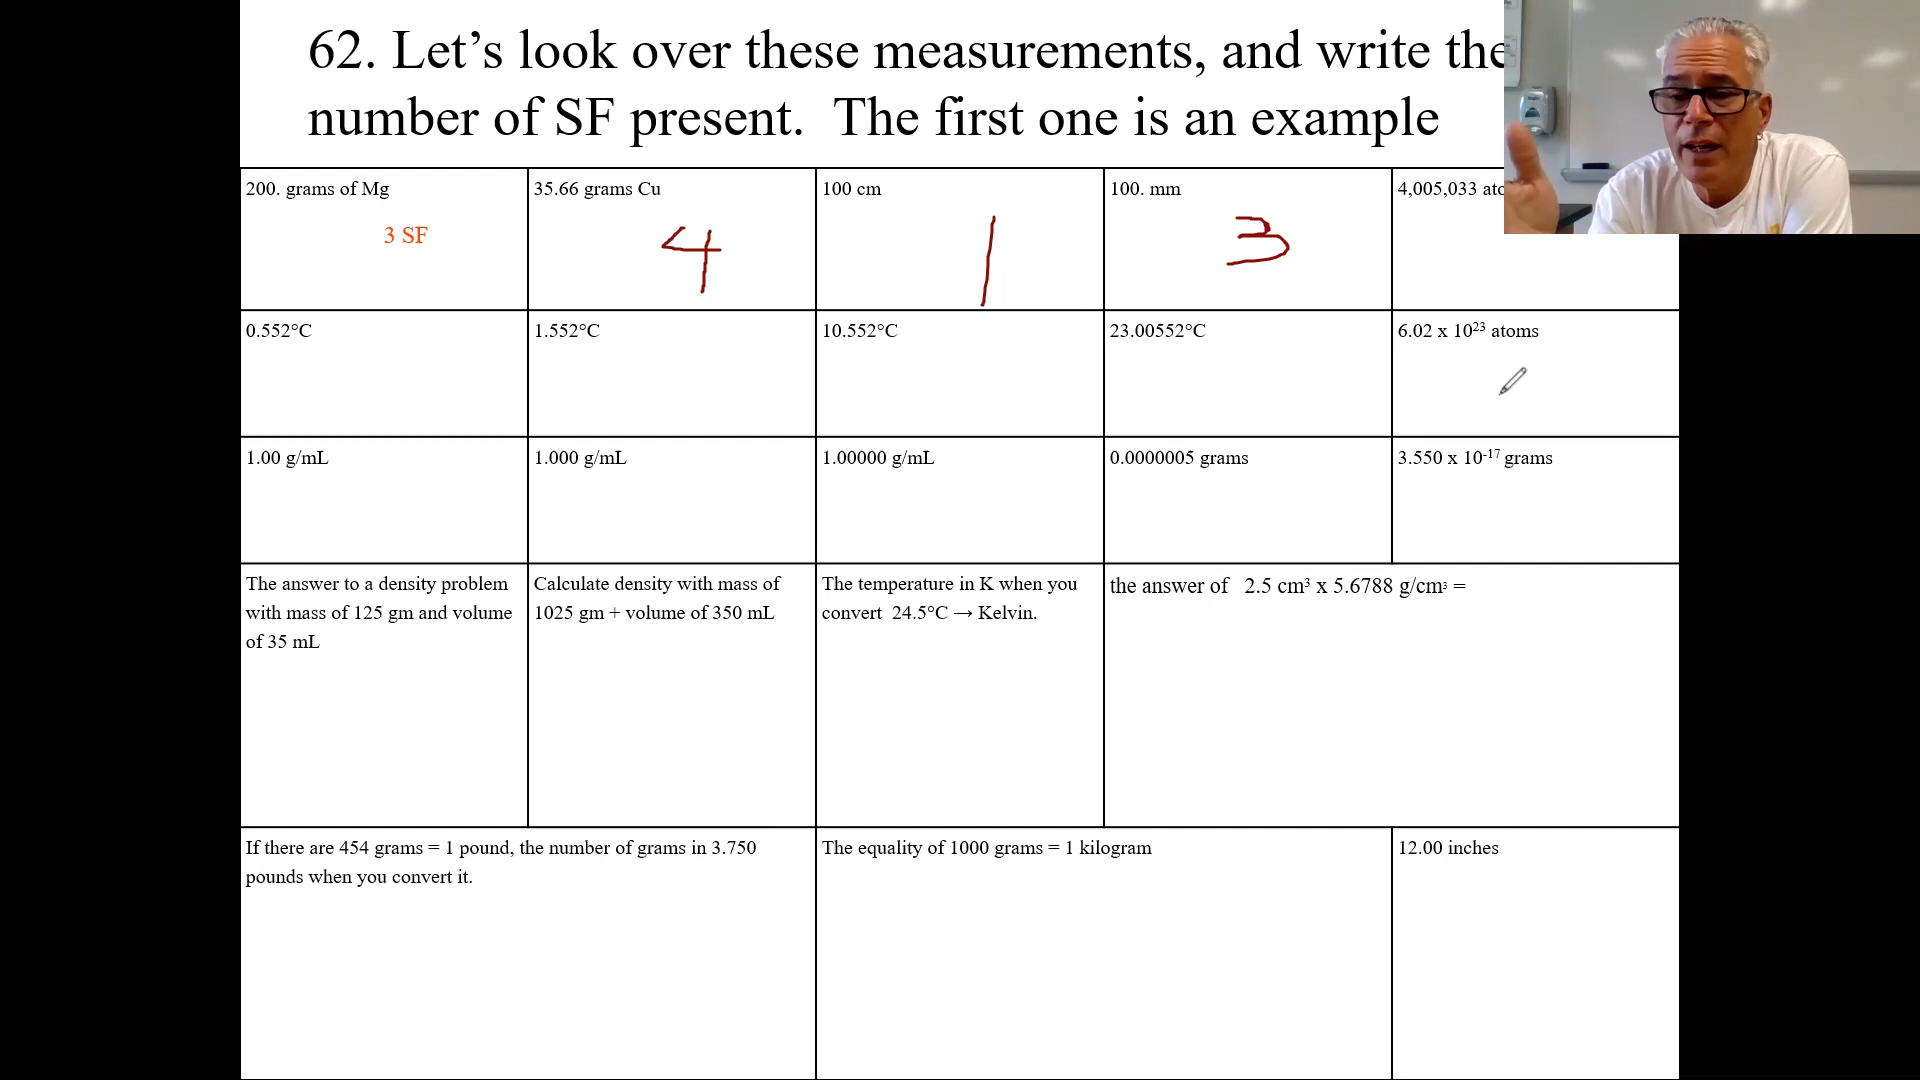 62. Let’s look over these measurements, and write the
number of SF present. The first one is an example
200. grams of Mg
3 SF
35.66 grams Cu
4
100 cm
1
100. mm
3
4,005,033
0.552°C
1.552°C
10.552°C
23.00552°C
6.02 x 10²³ atoms
1.00 g/mL
1.000 g/mL
1.00000 g/mL
0.0000005 grams
3.550 x 10⁻¹⁷ grams
The answer to a density problem
with mass of 125 gm and volume
of 35 mL
Calculate density with mass of
1025 gm + volume of 350 mL
The temperature in K when you
convert 24.5°C → Kelvin.
the answer of 2.5 cm³ x 5.6788 g/cm³ =
If there are 454 grams = 1 pound, the number of grams in 3.750
pounds when you convert it.
The equality of 1000 grams = 1 kilogram
12.00 inches